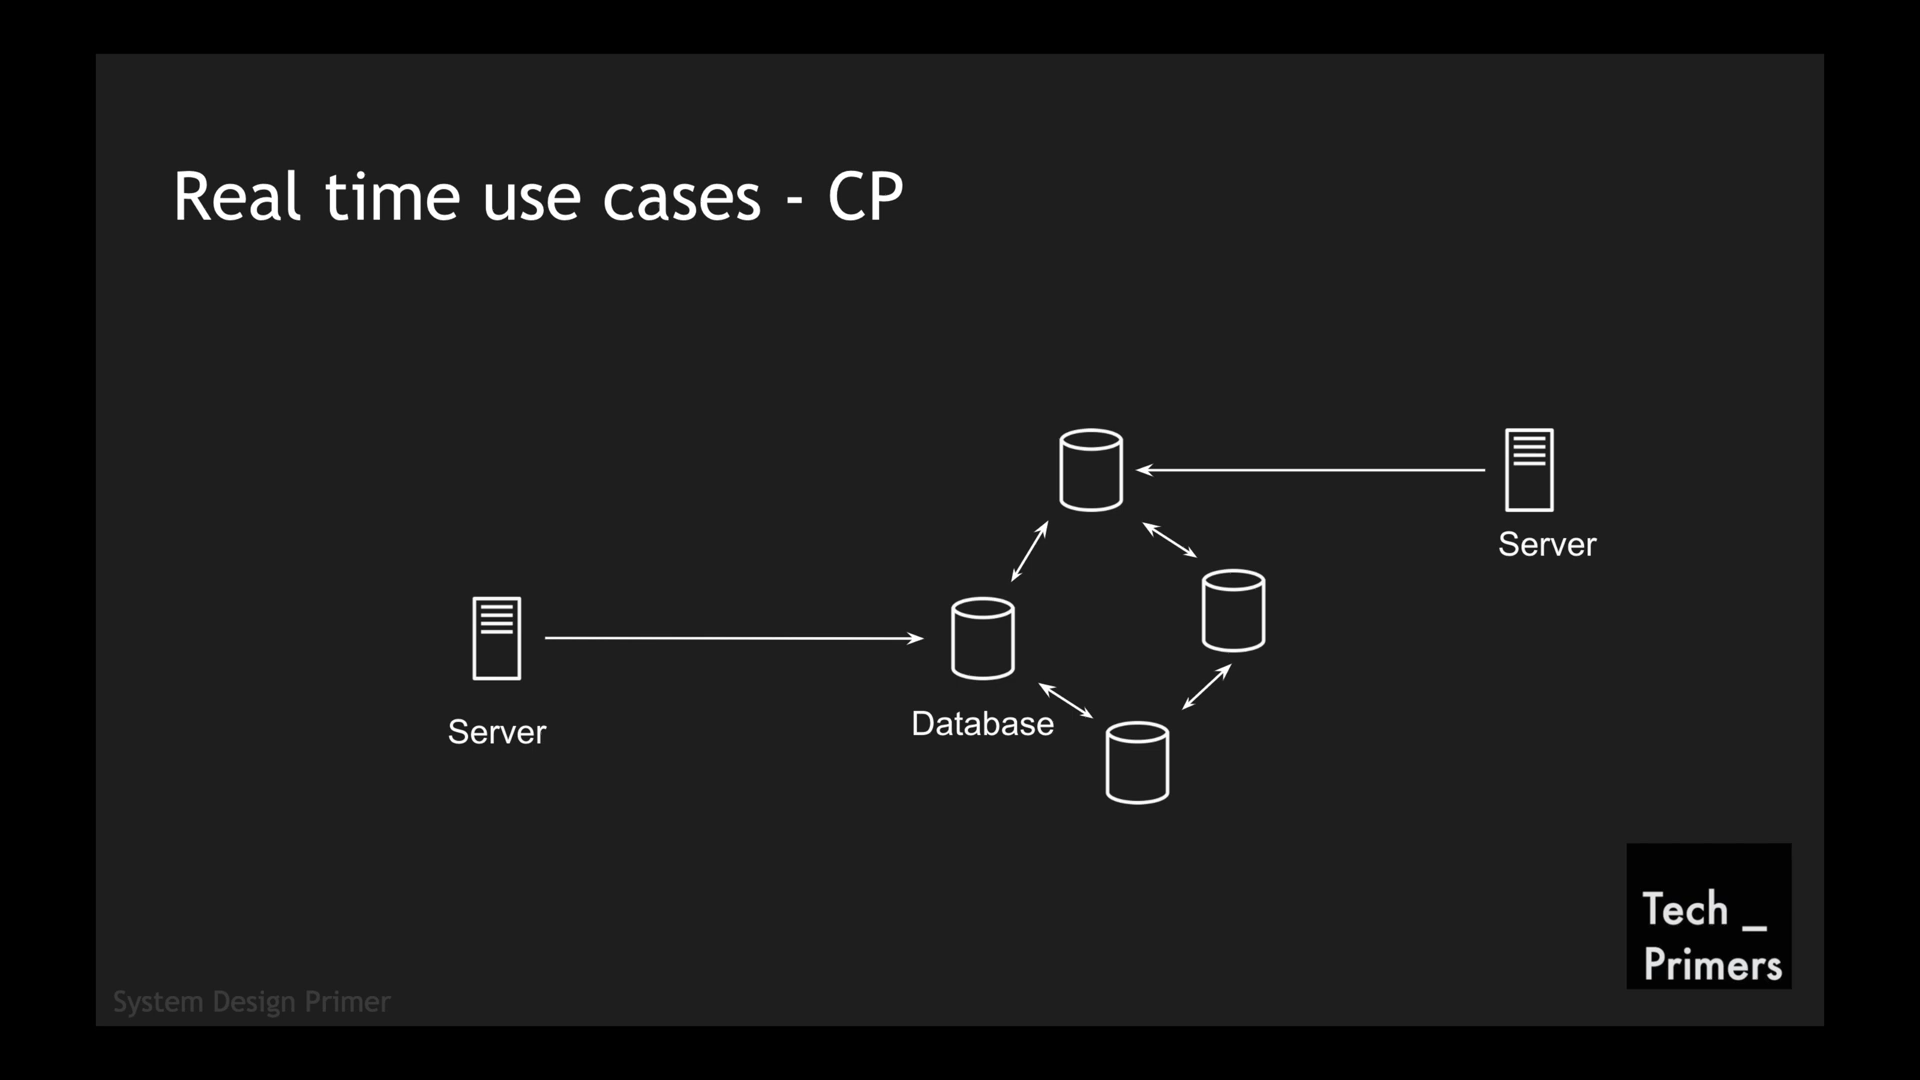 Real time use cases - CP
Server
Server
Database
Tech _
Primers
System Design Primer